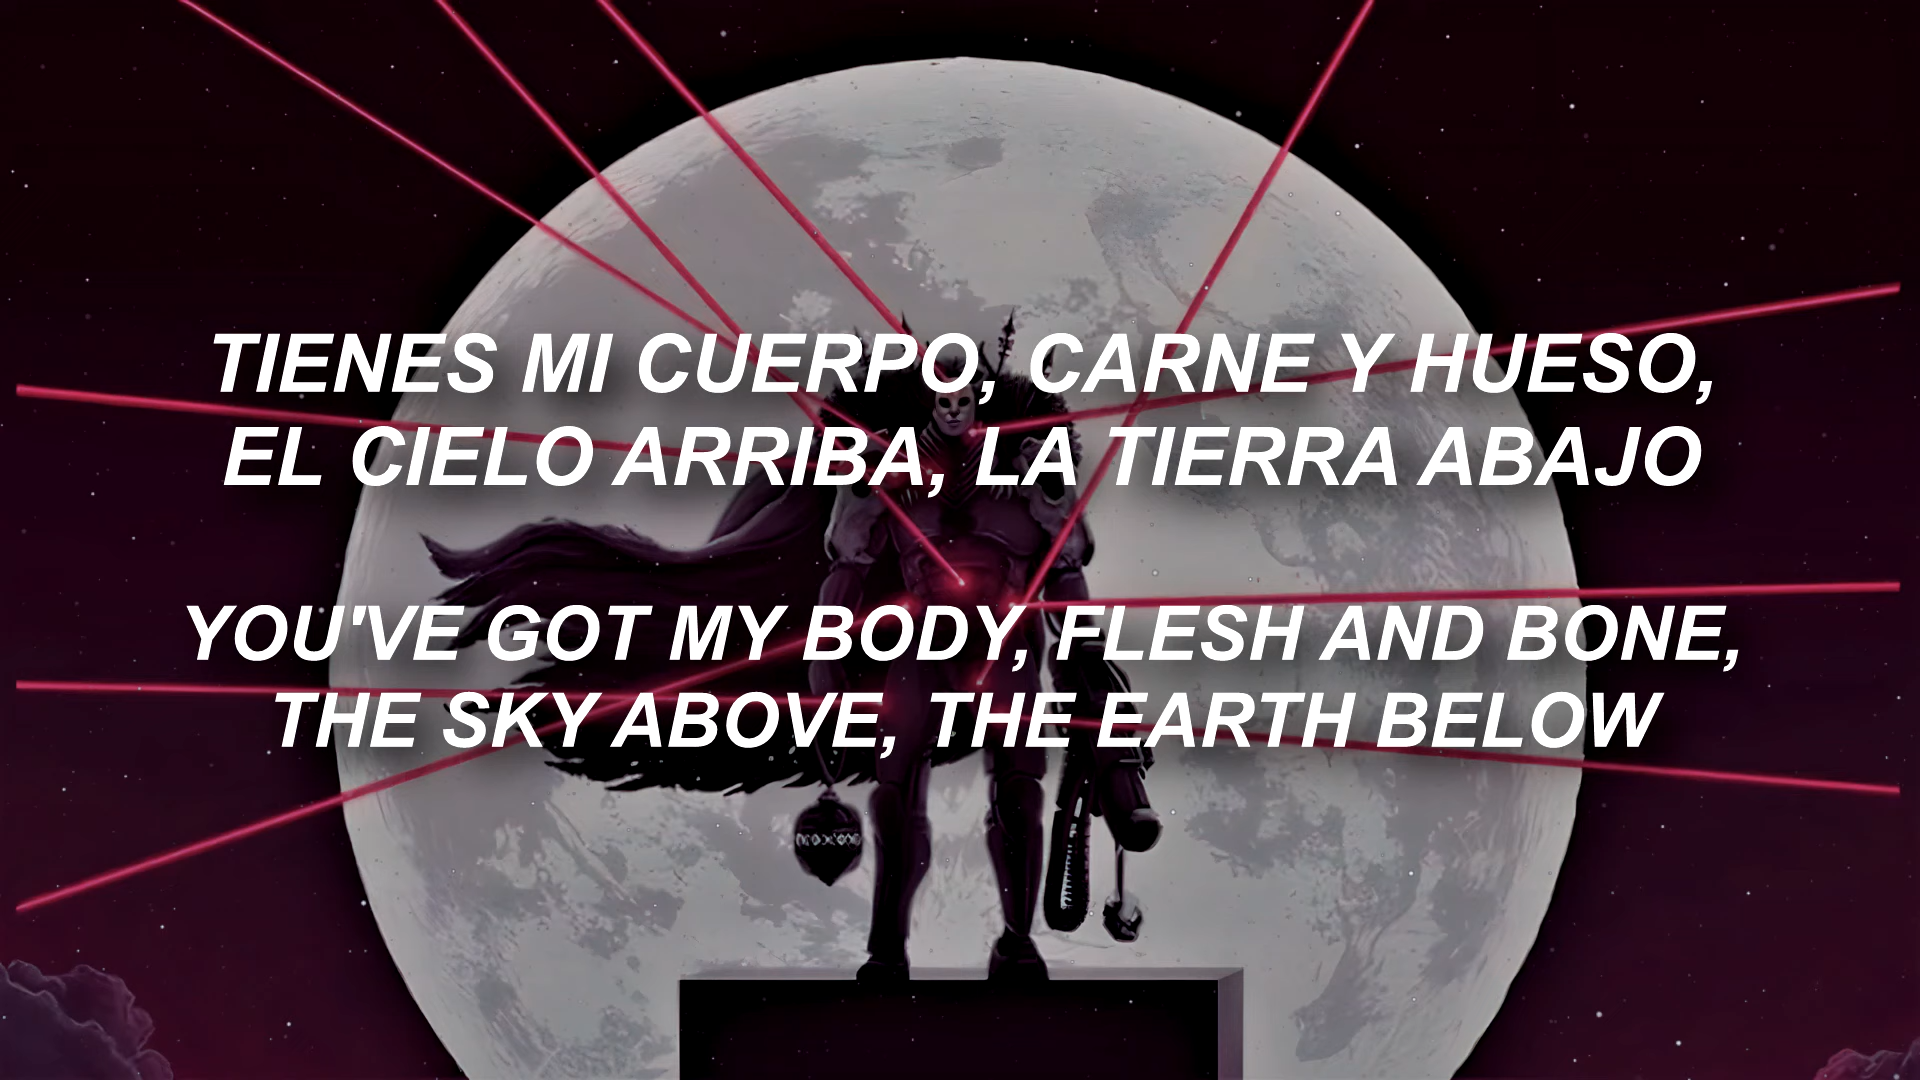 TIENES MI CUERPO, CARNE Y HUESO,
EL CIELO ARRIBA, LA TIERRA ABAJO
YOU'VE GOT MY BODY, FLESH AND BONE,
THE SKY ABOVE, THE EARTH BELOW